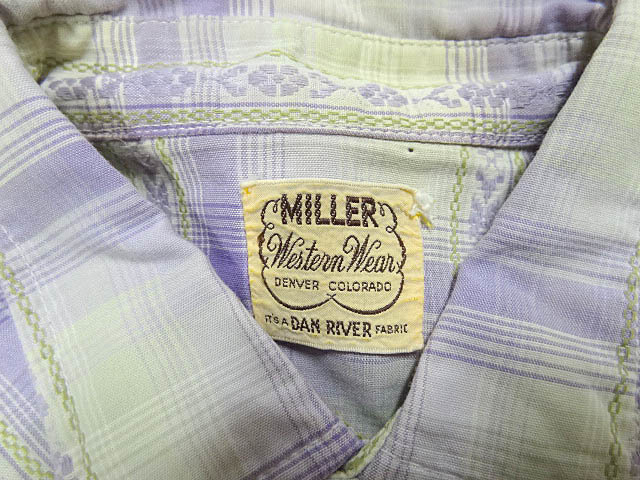 MILLER
Western Wear
DENVER COLORADO
IT'S A DAN RIVER FABRIC